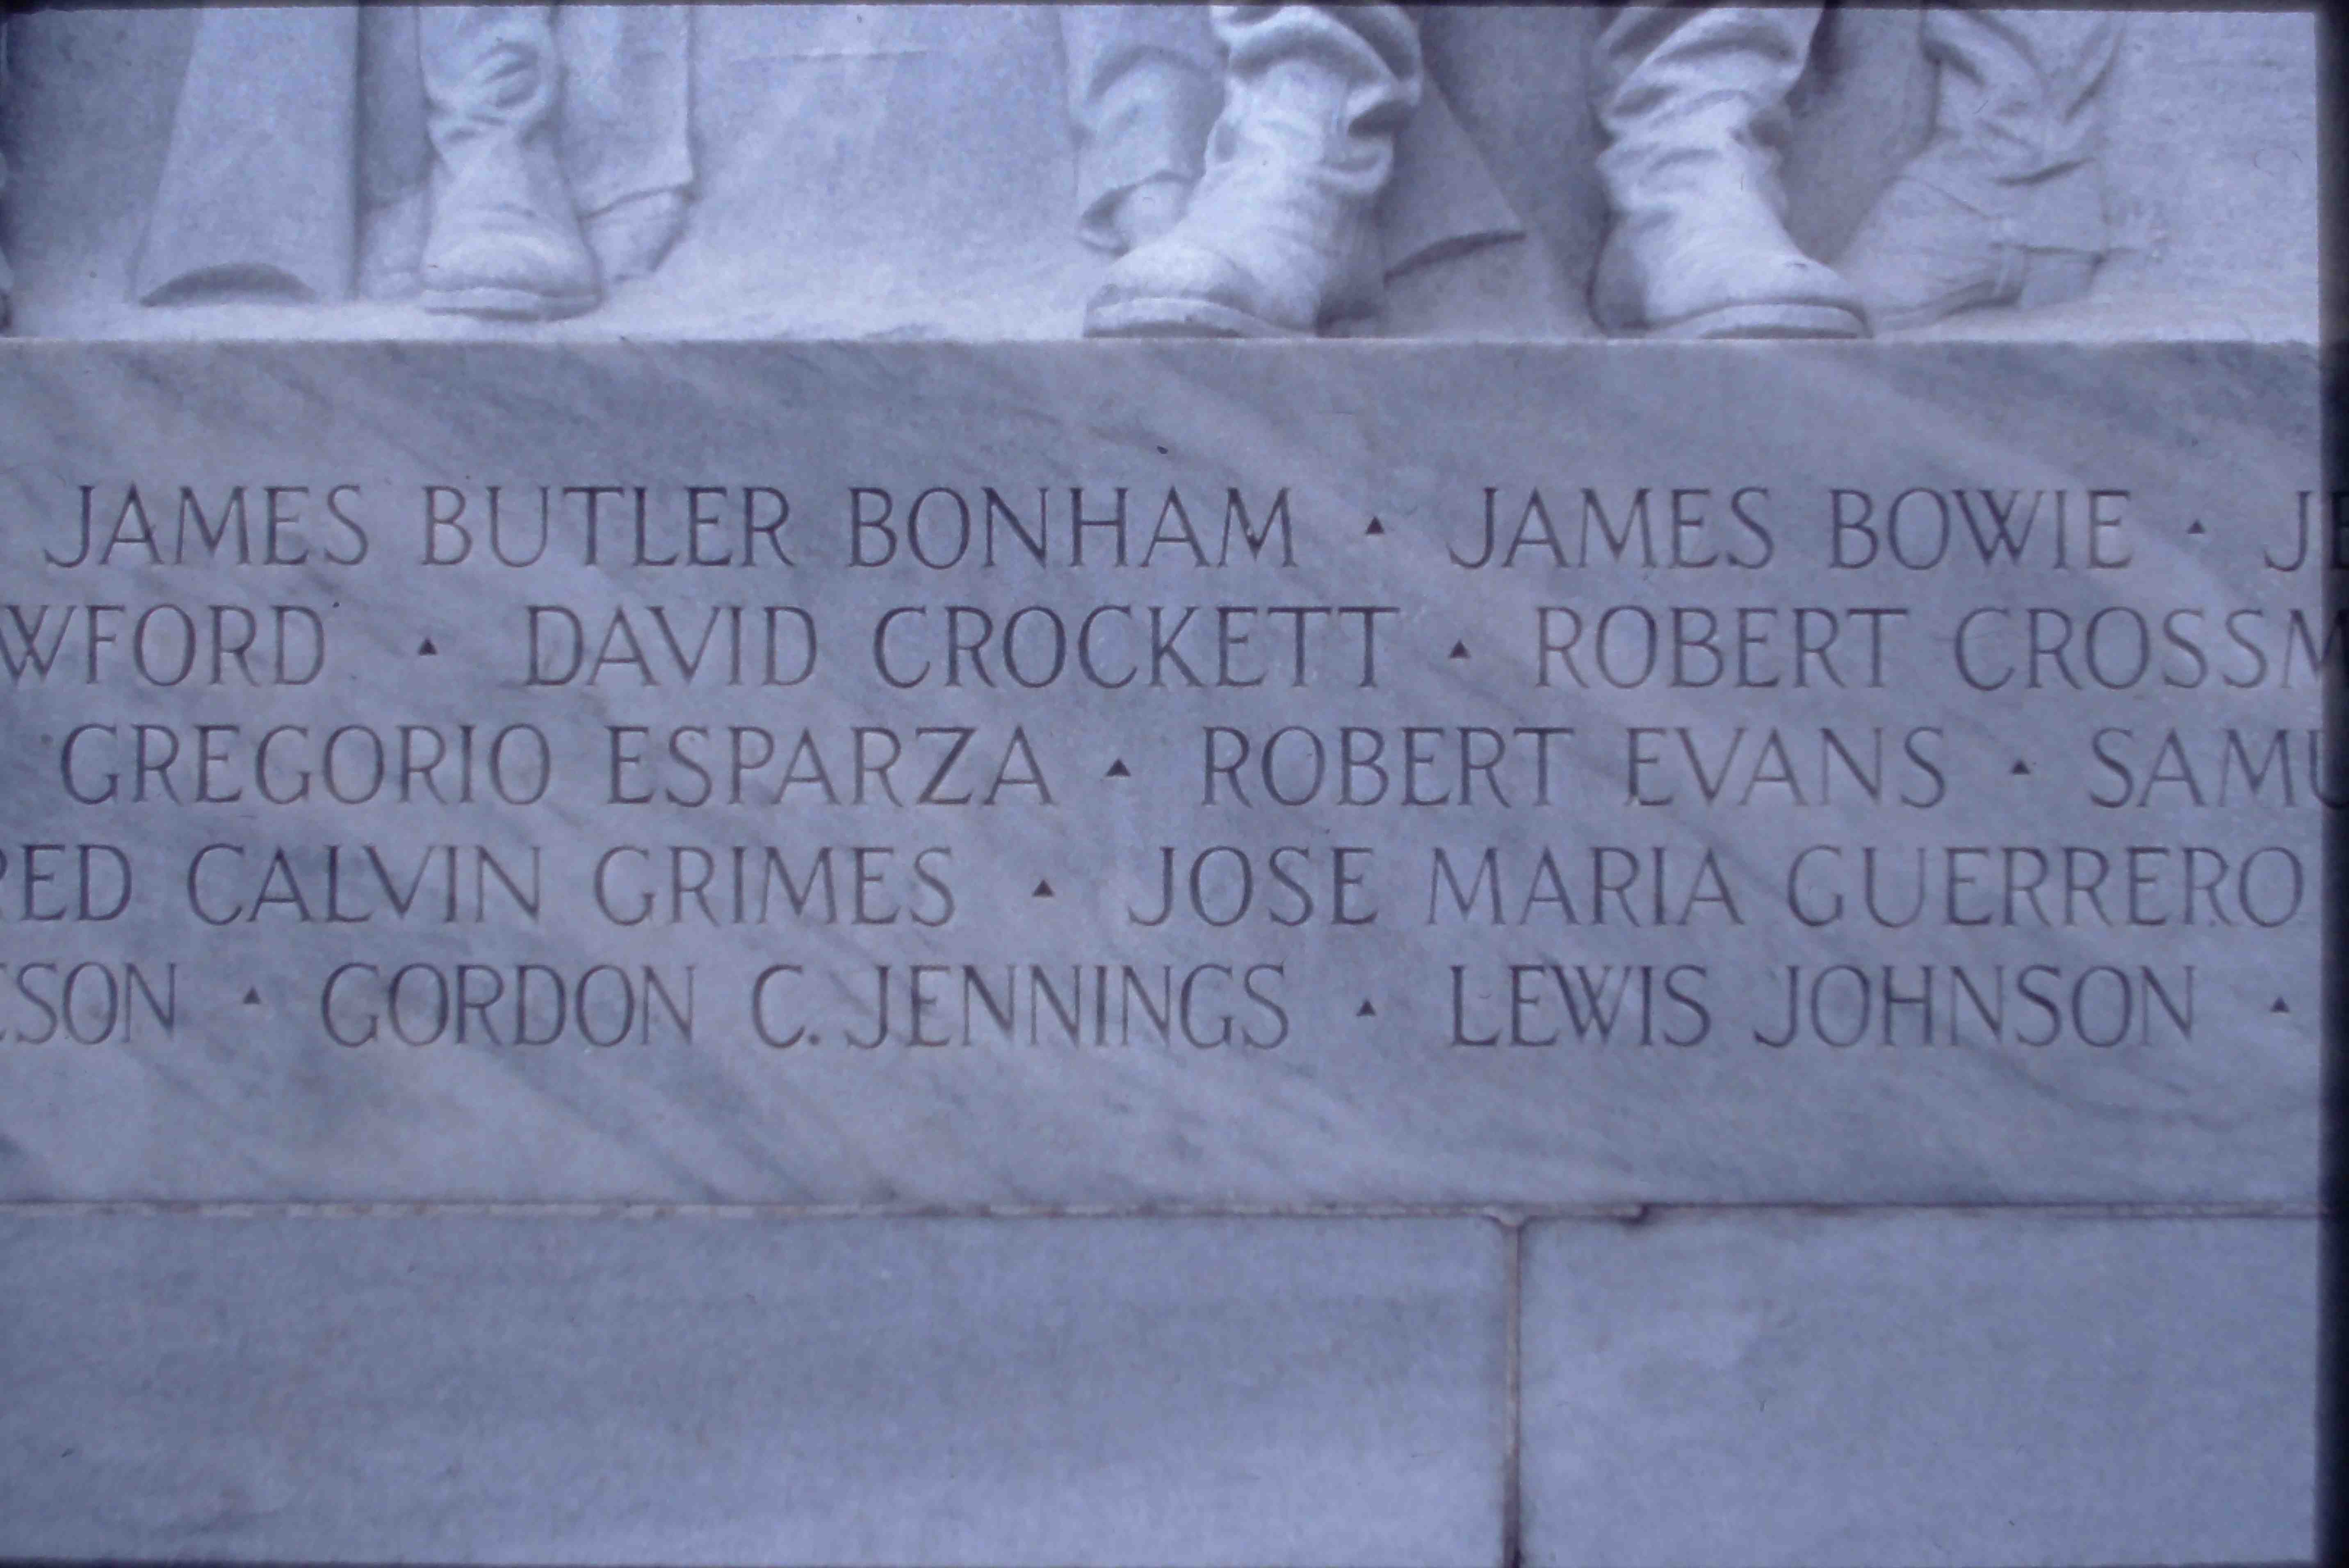 JAMES BUTLER BONHAM ▴ JAMES BOWIE ▴
DAVID CROCKETT ▴ ROBERT
GREGORIO ESPARZA ▴ ROBERT EVANS ▴
CALVIN GRIMES ▴ JOSE MARIA GUERRERO
▴ GORDON C. JENNINGS ▴ LEWIS JOHNSON ▴